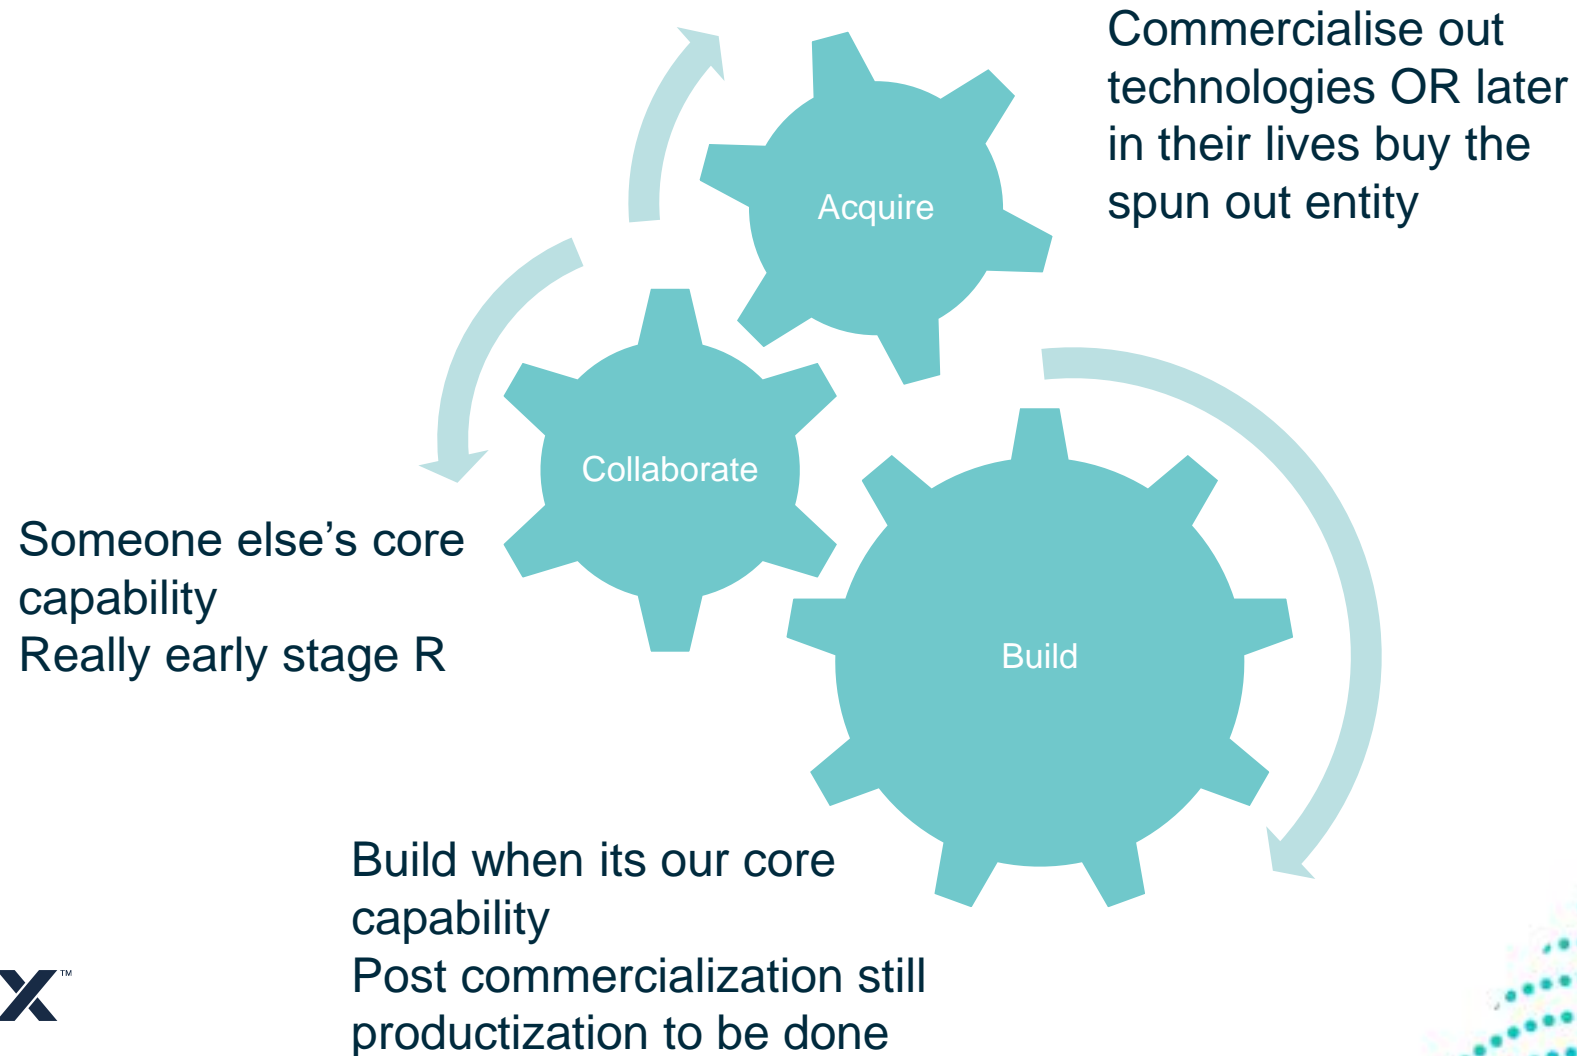 Commercialise out
technologies OR later
in their lives buy the
spun out entity
Acquire
Collaborate
Someone else’s core
capability
Really early stage R
Build
Build when its our core
capability
Post commercialization still
productization to be done
X™